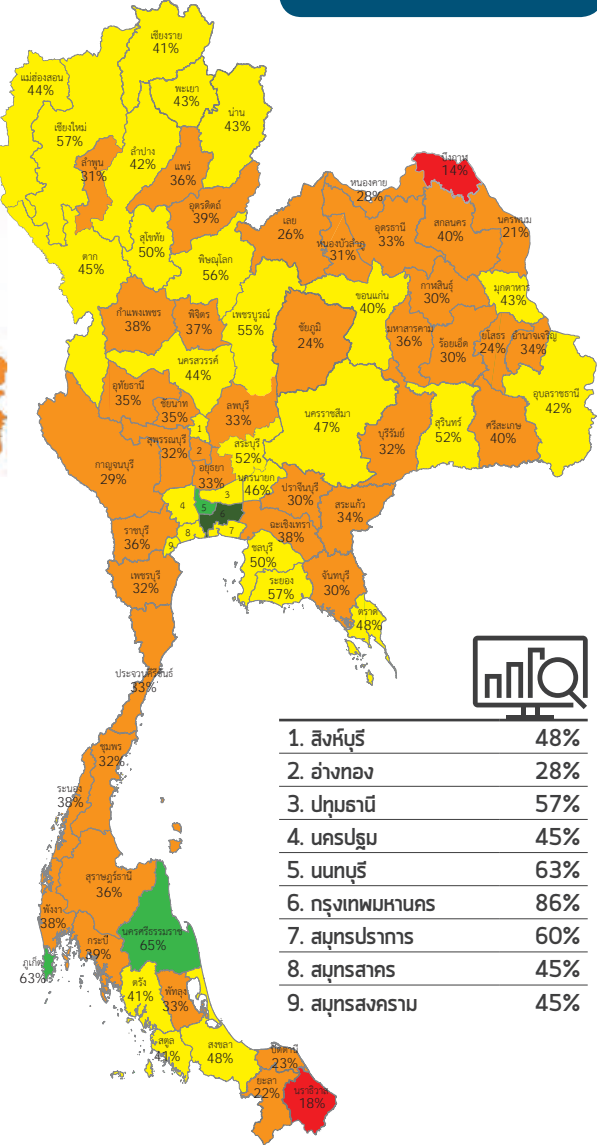 เชียงราย
41%
แม่ฮ่องสอน
44%
พะเยา
43%
น่าน
43%
เชียงใหม่
57%
ลำปาง
42%
ลำพูน
31%
แพร่
36%
อุตรดิตถ์
39%
สุโขทัย
50%
ตาก
45%
พิษณุโลก
56%
บึงกาฬ
14%
หนองคาย
28%
เลย
26%
หนองบัวลำภู
31%
อุดรธานี
33%
สกลนคร
40%
นครพนม
21%
กำแพงเพชร
38%
พิจิตร
37%
เพชรบูรณ์
55%
ชัยภูมิ
24%
ขอนแก่น
40%
กาฬสินธุ์
30%
มุกดาหาร
43%
มหาสารคาม
36%
ร้อยเอ็ด
30%
ยโสธร
24%
อำนาจเจริญ
34%
นครสวรรค์
44%
อุทัยธานี
35%
ชัยนาท
35%
ลพบุรี
33%
นครราชสีมา
47%
บุรีรัมย์
32%
สุรินทร์
52%
ศรีสะเกษ
40%
อุบลราชธานี
42%
1
สุพรรณบุรี
32%
2
สระบุรี
52%
กาญจนบุรี
29%
อยุธยา
33%
นครนายก
46%
3
ปราจีนบุรี
30%
สระแก้ว
34%
4
5
6
7
8
9
ฉะเชิงเทรา
38%
ราชบุรี
36%
ชลบุรี
50%
ระยอง
57%
จันทบุรี
30%
ตราด
48%
เพชรบุรี
32%
ประจวบคีรีขันธ์
33%
ชุมพร
32%
ระนอง
38%
สุราษฎร์ธานี
36%
พังงา
38%
นครศรีธรรมราช
65%
กระบี่
39%
ภูเก็ต
63%
ตรัง
41%
พัทลุง
33%
สตูล
41%
สงขลา
48%
ปัตตานี
23%
ยะลา
22%
นราธิวาส
18%
1. สิงห์บุรี 48%
2. อ่างทอง 28%
3. ปทุมธานี 57%
4. นครปฐม 45%
5. นนทบุรี 63%
6. กรุงเทพมหานคร 86%
7. สมุทรปราการ 60%
8. สมุทรสาคร 45%
9. สมุทรสงคราม 45%